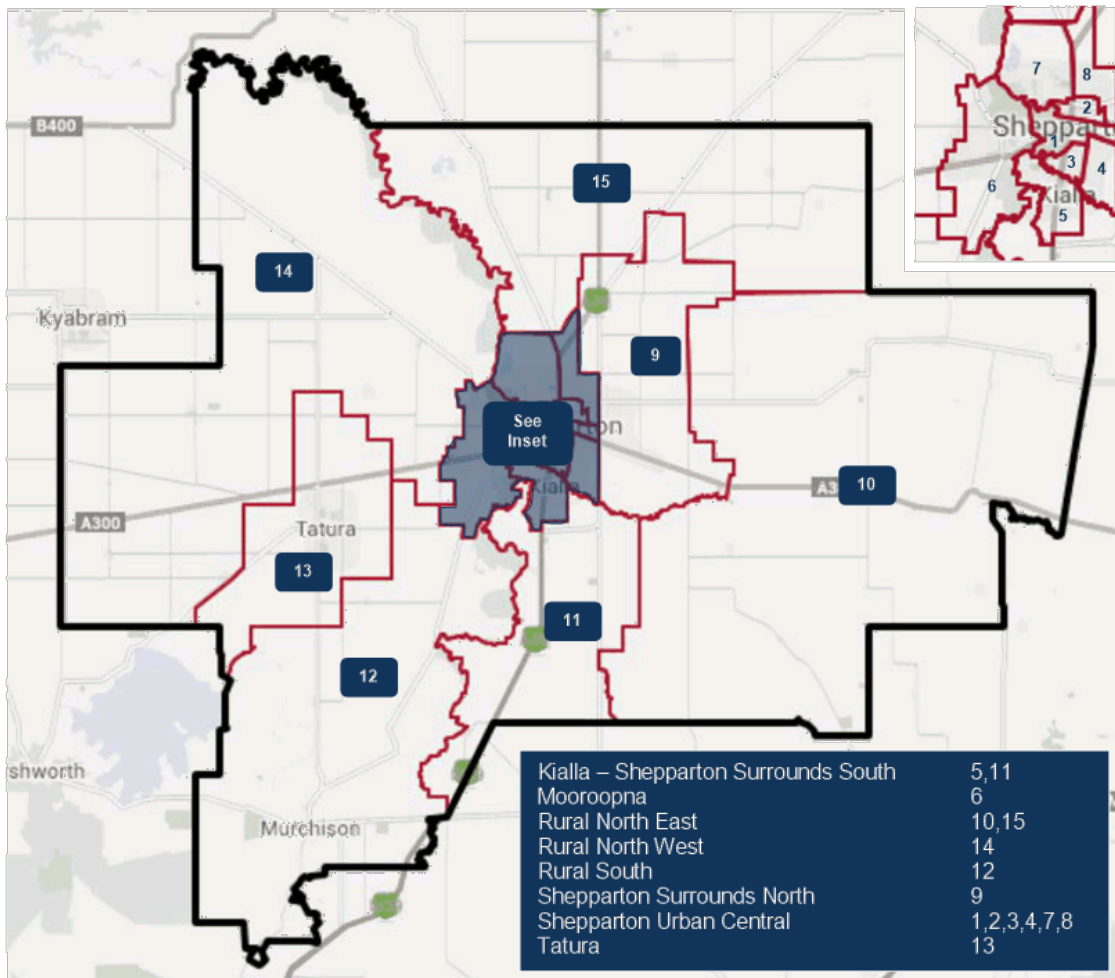 B400
7
8
2
Sheppart
1
3
4
6
Kialla
5
15
14
Kyabram
9
See
Inset
rton
Kialla
10
A300
Tatura
13
11
12
shworth
Murchison
Kialla – Shepparton Surrounds South 5,11
Mooroopna 6
Rural North East 10,15
Rural North West 14
Rural South 12
Shepparton Surrounds North 9
Shepparton Urban Central 1,2,3,4,7,8
Tatura 13